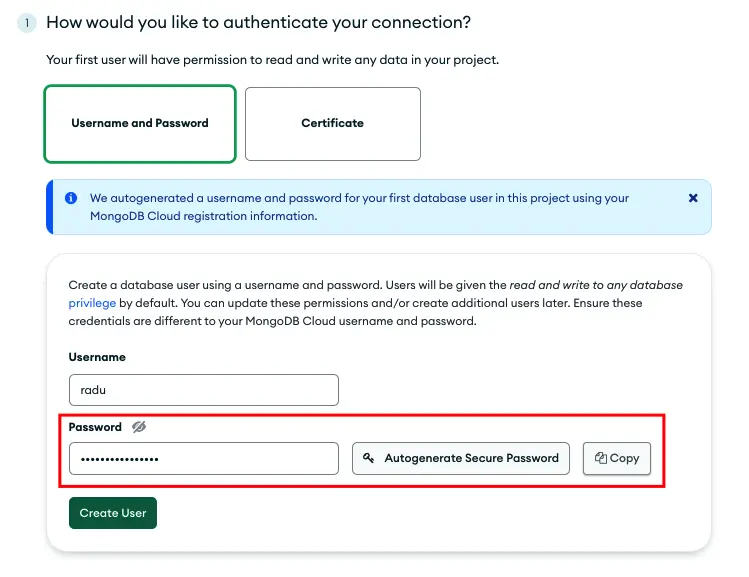 1 How would you like to authenticate your connection?
Your first user will have permission to read and write any data in your project.
Username and Password Certificate
We autogenerated a username and password for your first database user in this project using your
MongoDB Cloud registration information.
Create a database user using a username and password. Users will be given the read and write to any database
privilege by default. You can update these permissions and/or create additional users later. Ensure these
credentials are different to your MongoDB Cloud username and password.
Username
radu
Password
•••••••••••••••• Autogenerate Secure Password Copy
Create User